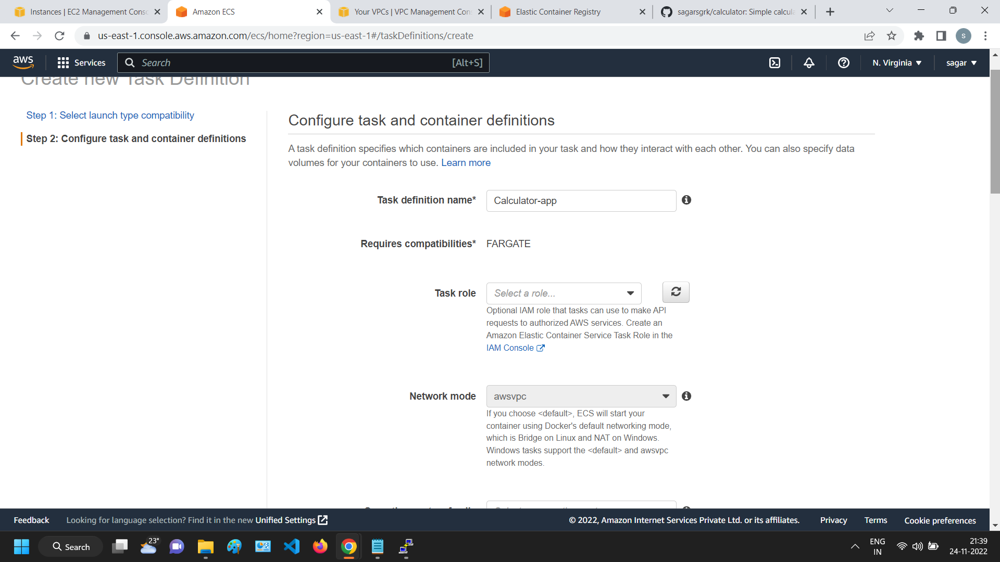 Instances | EC2 Management Consc
Amazon ECS
Your VPCs | VPC Management Con
Elastic Container Registry
sagarsgrk/calculator: Simple calcula
us-east-1.console.aws.amazon.com/ecs/home?region=us-east-1#/taskDefinitions/create
S
aws
Services
Search
[Alt+S]
N. Virginia
sagar
Create new Task Definition
Step 1: Select launch type compatibility
Step 2: Configure task and container definitions
Configure task and container definitions
A task definition specifies which containers are included in your task and how they interact with each other. You can also specify data
volumes for your containers to use. Learn more
Task definition name*
Calculator-app
Requires compatibilities*
FARGATE
Task role
Select a role...
Optional IAM role that tasks can use to make API
requests to authorized AWS services. Create an
Amazon Elastic Container Service Task Role in the
IAM Console
Network mode
awsvpc
If you choose <default>, ECS will start your
container using Docker's default networking mode,
which is Bridge on Linux and NAT on Windows.
Windows tasks support the <default> and awsvpc
network modes.
Feedback
Looking for language selection? Find it in the new Unified Settings
© 2022, Amazon Internet Services Private Ltd. or its affiliates.
Privacy
Terms
Cookie preferences
Search
23°
ENG
IN
21:39
24-11-2022